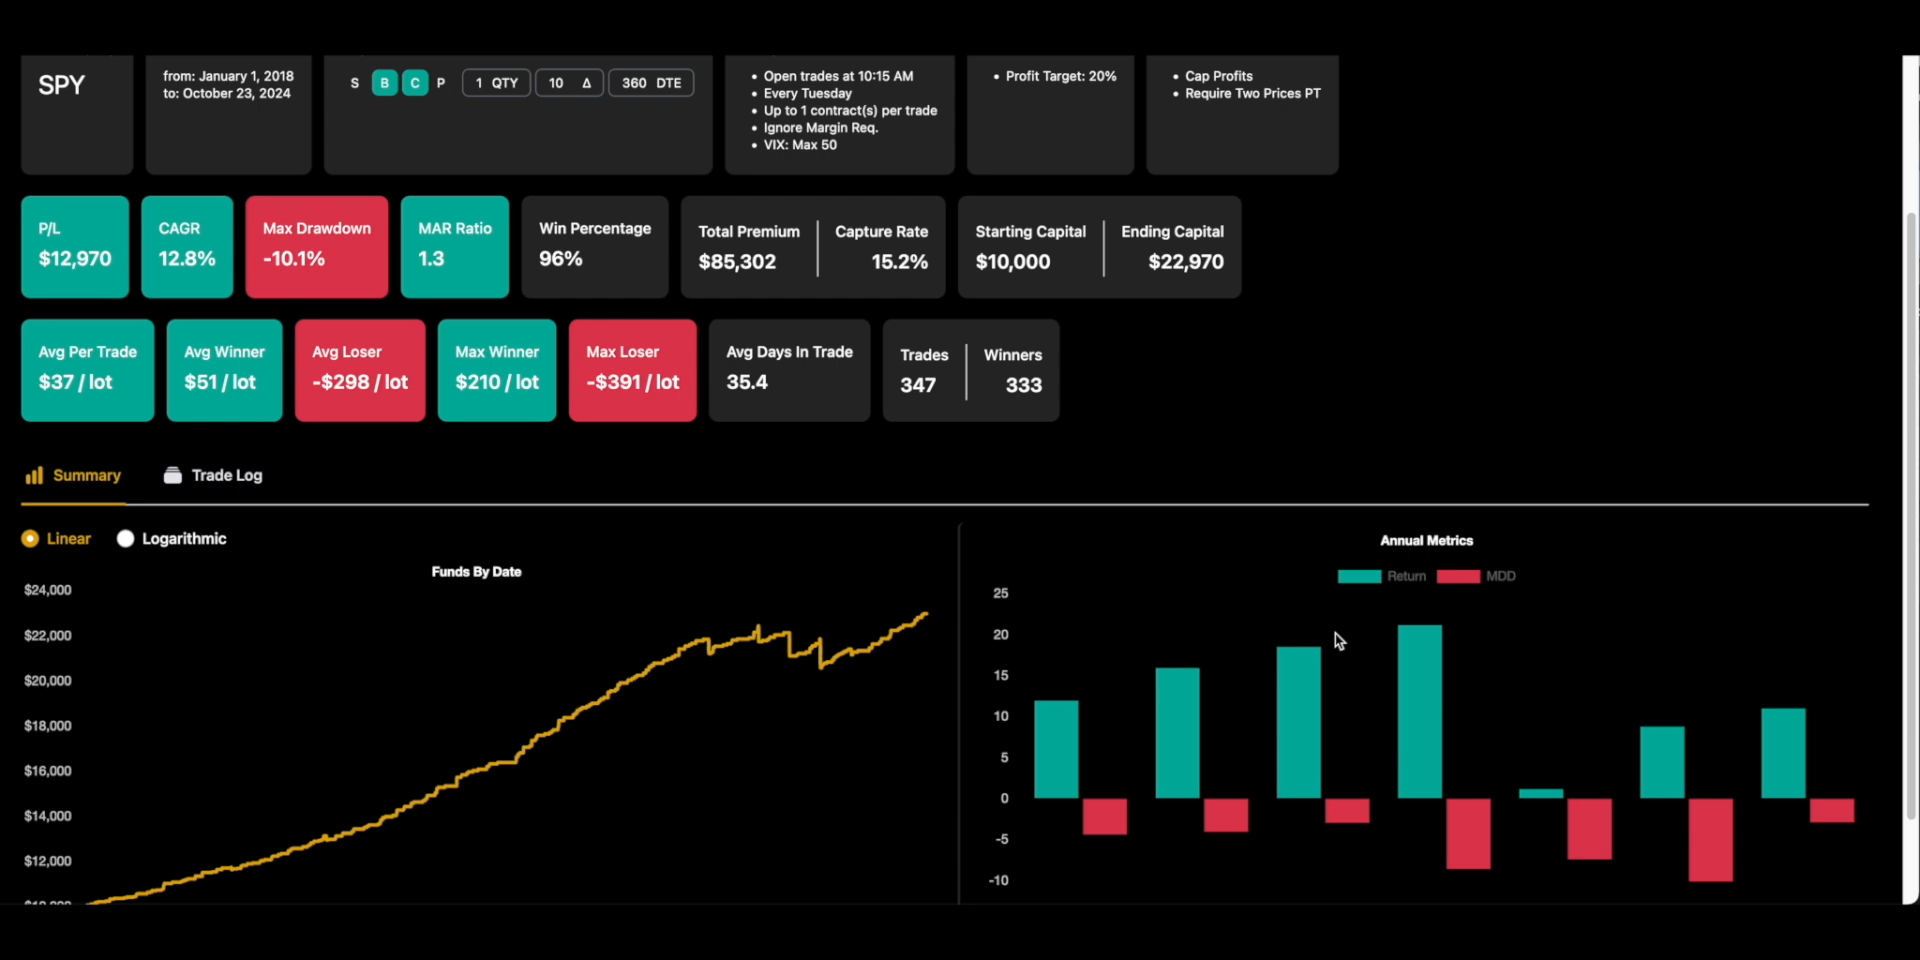 SPY
from: January 1, 2018
to: October 23, 2024
S B C P 1 QTY 10 Δ 360 DTE
• Open trades at 10:15 AM
• Every Tuesday
• Up to 1 contract(s) per trade
• Ignore Margin Req.
• VIX: Max 50
• Profit Target: 20%
• Cap Profits
• Require Two Prices PT
P/L
$12,970
CAGR
12.8%
Max Drawdown
-10.1%
MAR Ratio
1.3
Win Percentage
96%
Total Premium
$85,302
Capture Rate
15.2%
Starting Capital
$10,000
Ending Capital
$22,970
Avg Per Trade
$37 / lot
Avg Winner
$51 / lot
Avg Loser
-$298 / lot
Max Winner
$210 / lot
Max Loser
-$391 / lot
Avg Days In Trade
35.4
Trades
347
Winners
333
Summary
Trade Log
Linear
Logarithmic
Funds By Date
$24,000
$22,000
$20,000
$18,000
$16,000
$14,000
$12,000
Annual Metrics
Return
MDD
25
20
15
10
5
0
-5
-10